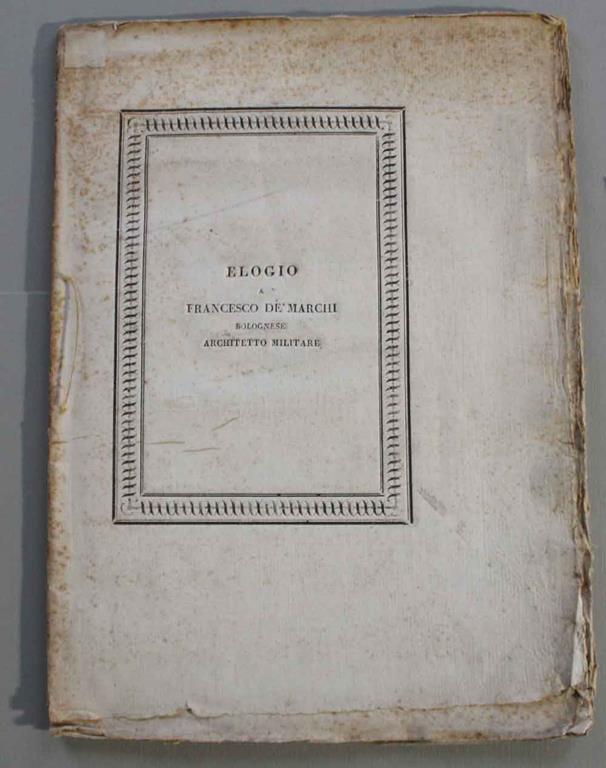 ELOGIO
A
FRANCESCO DE' MARCHI
BOLOGNESE
ARCHITETTO MILITARE